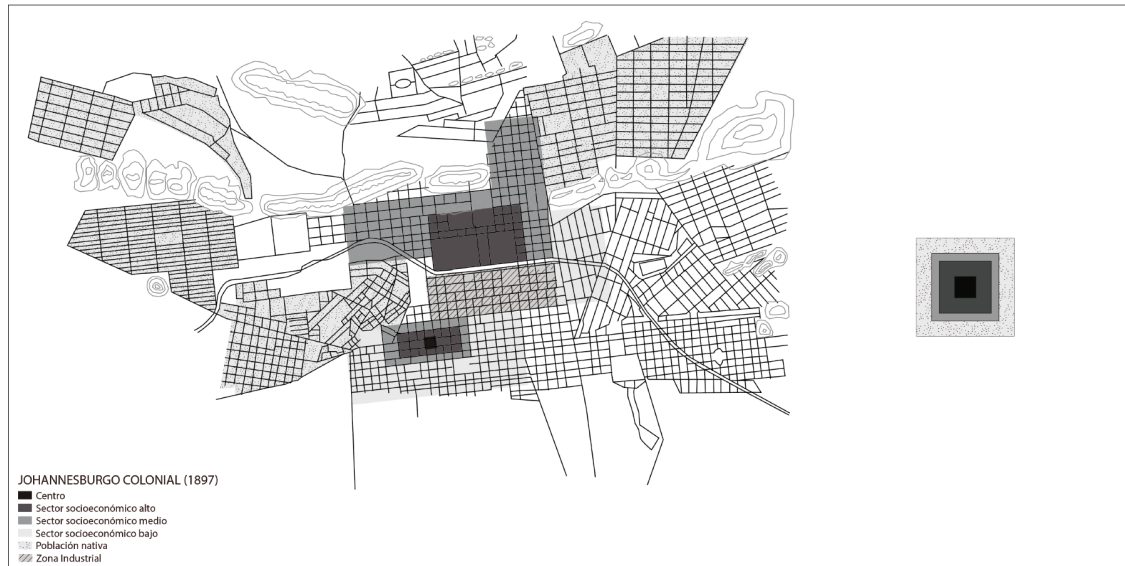 JOHANNESBURGO COLONIAL (1897)
Centro
Sector socioeconómico alto
Sector socioeconómico medio
Sector socioeconómico bajo
Población nativa
Zona Industrial